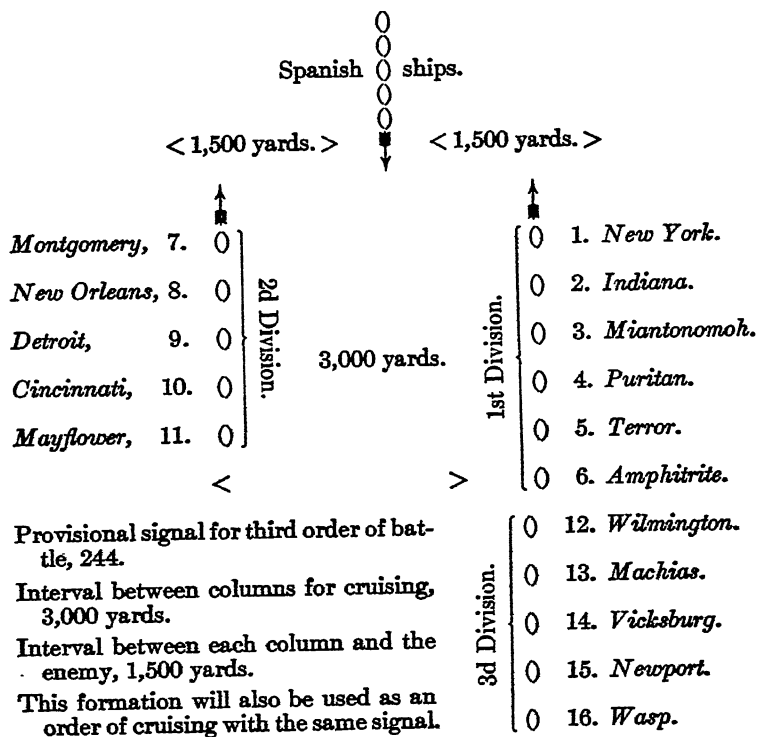 Spanish ships.
< 1,500 yards. > < 1,500 yards. >
Montgomery, 7.
New Orleans, 8.
Detroit, 9.
Cincinnati, 10.
Mayflower, 11.
2d Division.
3,000 yards.
< >
1st Division.
1. New York.
2. Indiana.
3. Miantonomoh.
4. Puritan.
5. Terror.
6. Amphitrite.
3d Division.
12. Wilmington.
13. Machias.
14. Vicksburg.
15. Newport.
16. Wasp.
Provisional signal for third order of bat-
tle, 244.
Interval between columns for cruising,
3,000 yards.
Interval between each column and the
enemy, 1,500 yards.
This formation will also be used as an
order of cruising with the same signal.